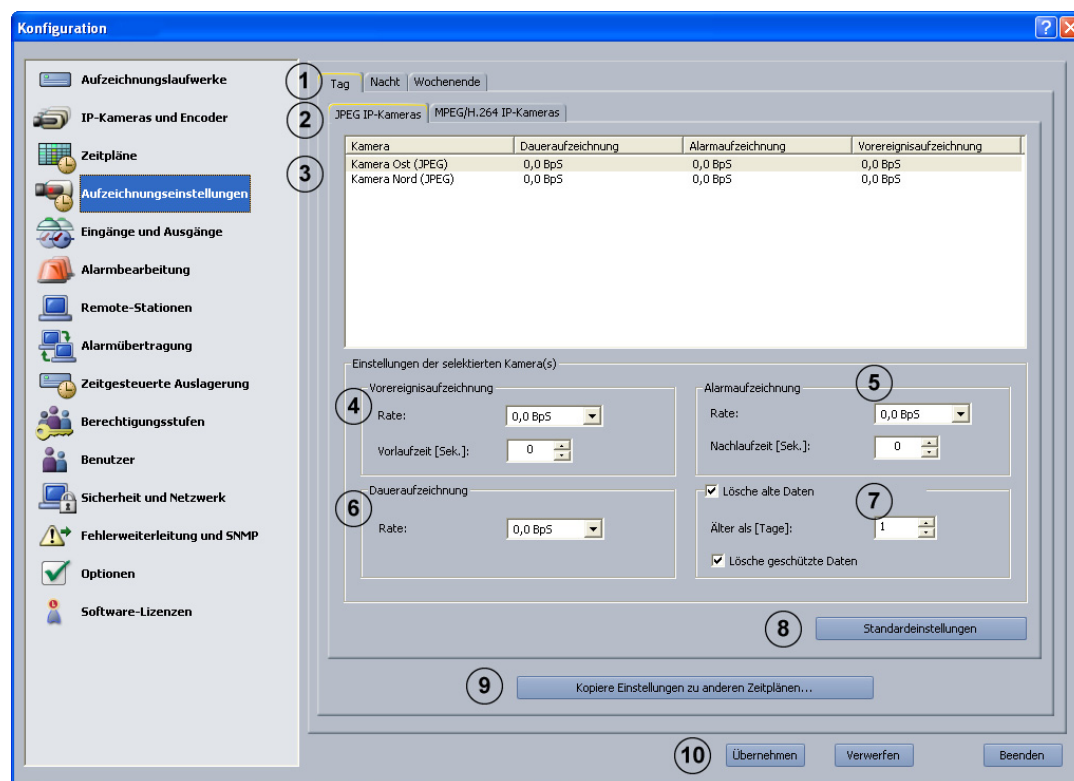 Konfiguration
Aufzeichnungslaufwerke
IP-Kameras und Encoder
Zeitpläne
Aufzeichnungseinstellungen
Eingänge und Ausgänge
Alarmbearbeitung
Remote-Stationen
Alarmübertragung
Zeitgesteuerte Auslagerung
Berechtigungsstufen
Benutzer
Sicherheit und Netzwerk
Fehlerweiterleitung und SNMP
Optionen
Software-Lizenzen
1 Tag Nacht Wochenende
2 JPEG IP-Kameras MPEG/H.264 IP-Kameras
Kamera Daueraufzeichnung Alarmaufzeichnung Vorereignisaufzeichnung
3 Kamera Ost (JPEG) 0,0 BpS 0,0 BpS 0,0 BpS
Kamera Nord (JPEG) 0,0 BpS 0,0 BpS 0,0 BpS
Einstellungen der selektierten Kamera(s)
Vorereignisaufzeichnung
4 Rate: 0,0 BpS
Vorlaufzeit [Sek.]: 0
Alarmaufzeichnung 5
Rate: 0,0 BpS
Nachlaufzeit [Sek.]: 0
Daueraufzeichnung
6 Rate: 0,0 BpS
Lösche alte Daten 7
Älter als [Tage]: 1
Lösche geschützte Daten
8 Standardeinstellungen
9 Kopiere Einstellungen zu anderen Zeitplänen...
10 Übernehmen Verwerfen Beenden